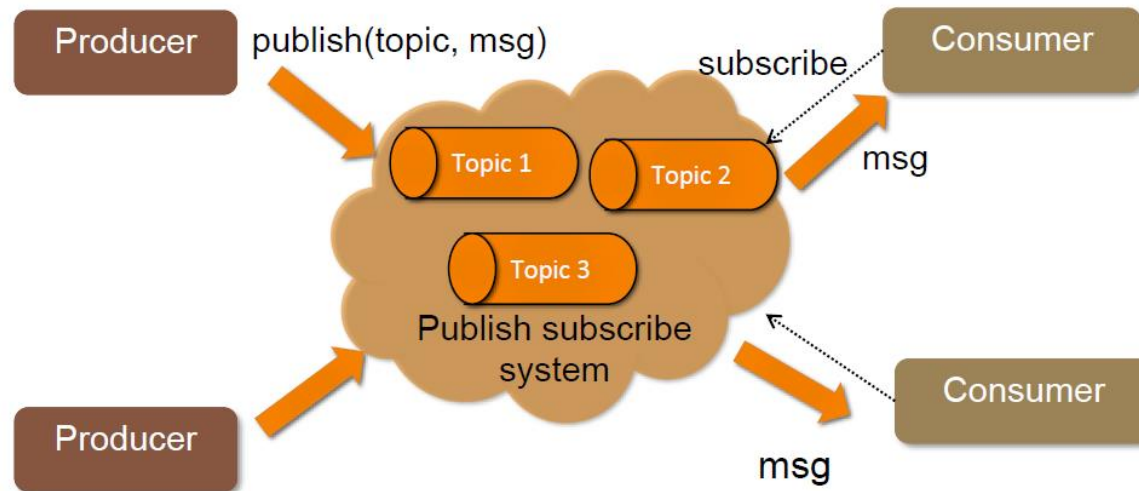 Producer
publish(topic, msg)
Consumer
subscribe
msg
Topic 1
Topic 2
Topic 3
Publish subscribe
system
Producer
Consumer
msg